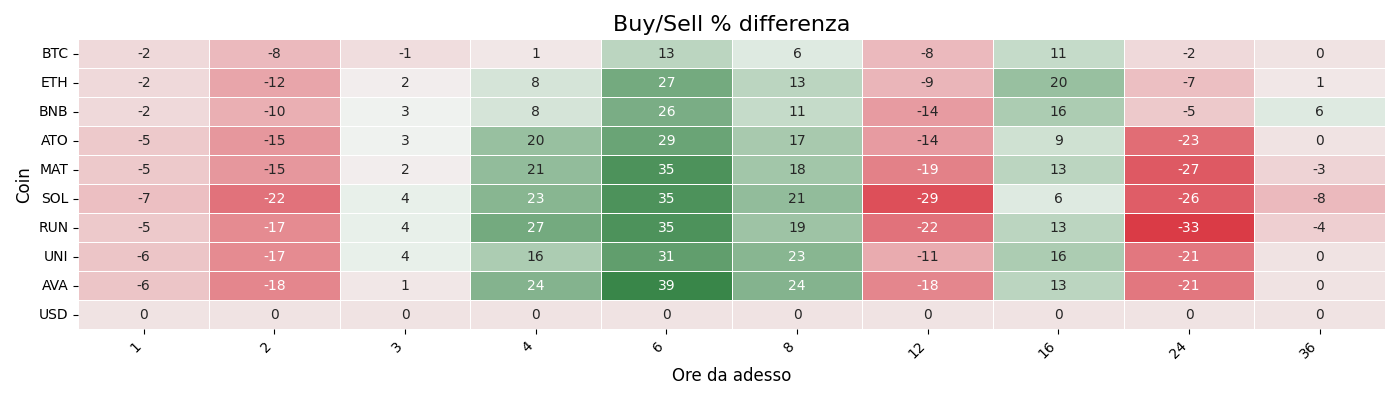 Buy/Sell % differenza
Coin
BTC -2 -8 -1 1 13 6 -8 11 -2 0
ETH -2 -12 2 8 27 13 -9 20 -7 1
BNB -2 -10 3 8 26 11 -14 16 -5 6
ATO -5 -15 3 20 29 17 -14 9 -23 0
MAT -5 -15 2 21 35 18 -19 13 -27 -3
SOL -7 -22 4 23 35 21 -29 6 -26 -8
RUN -5 -17 4 27 35 19 -22 13 -33 -4
UNI -6 -17 4 16 31 23 -11 16 -21 0
AVA -6 -18 1 24 39 24 -18 13 -21 0
USD 0 0 0 0 0 0 0 0 0 0
1 2 3 4 6 8 12 16 24 36
Ore da adesso